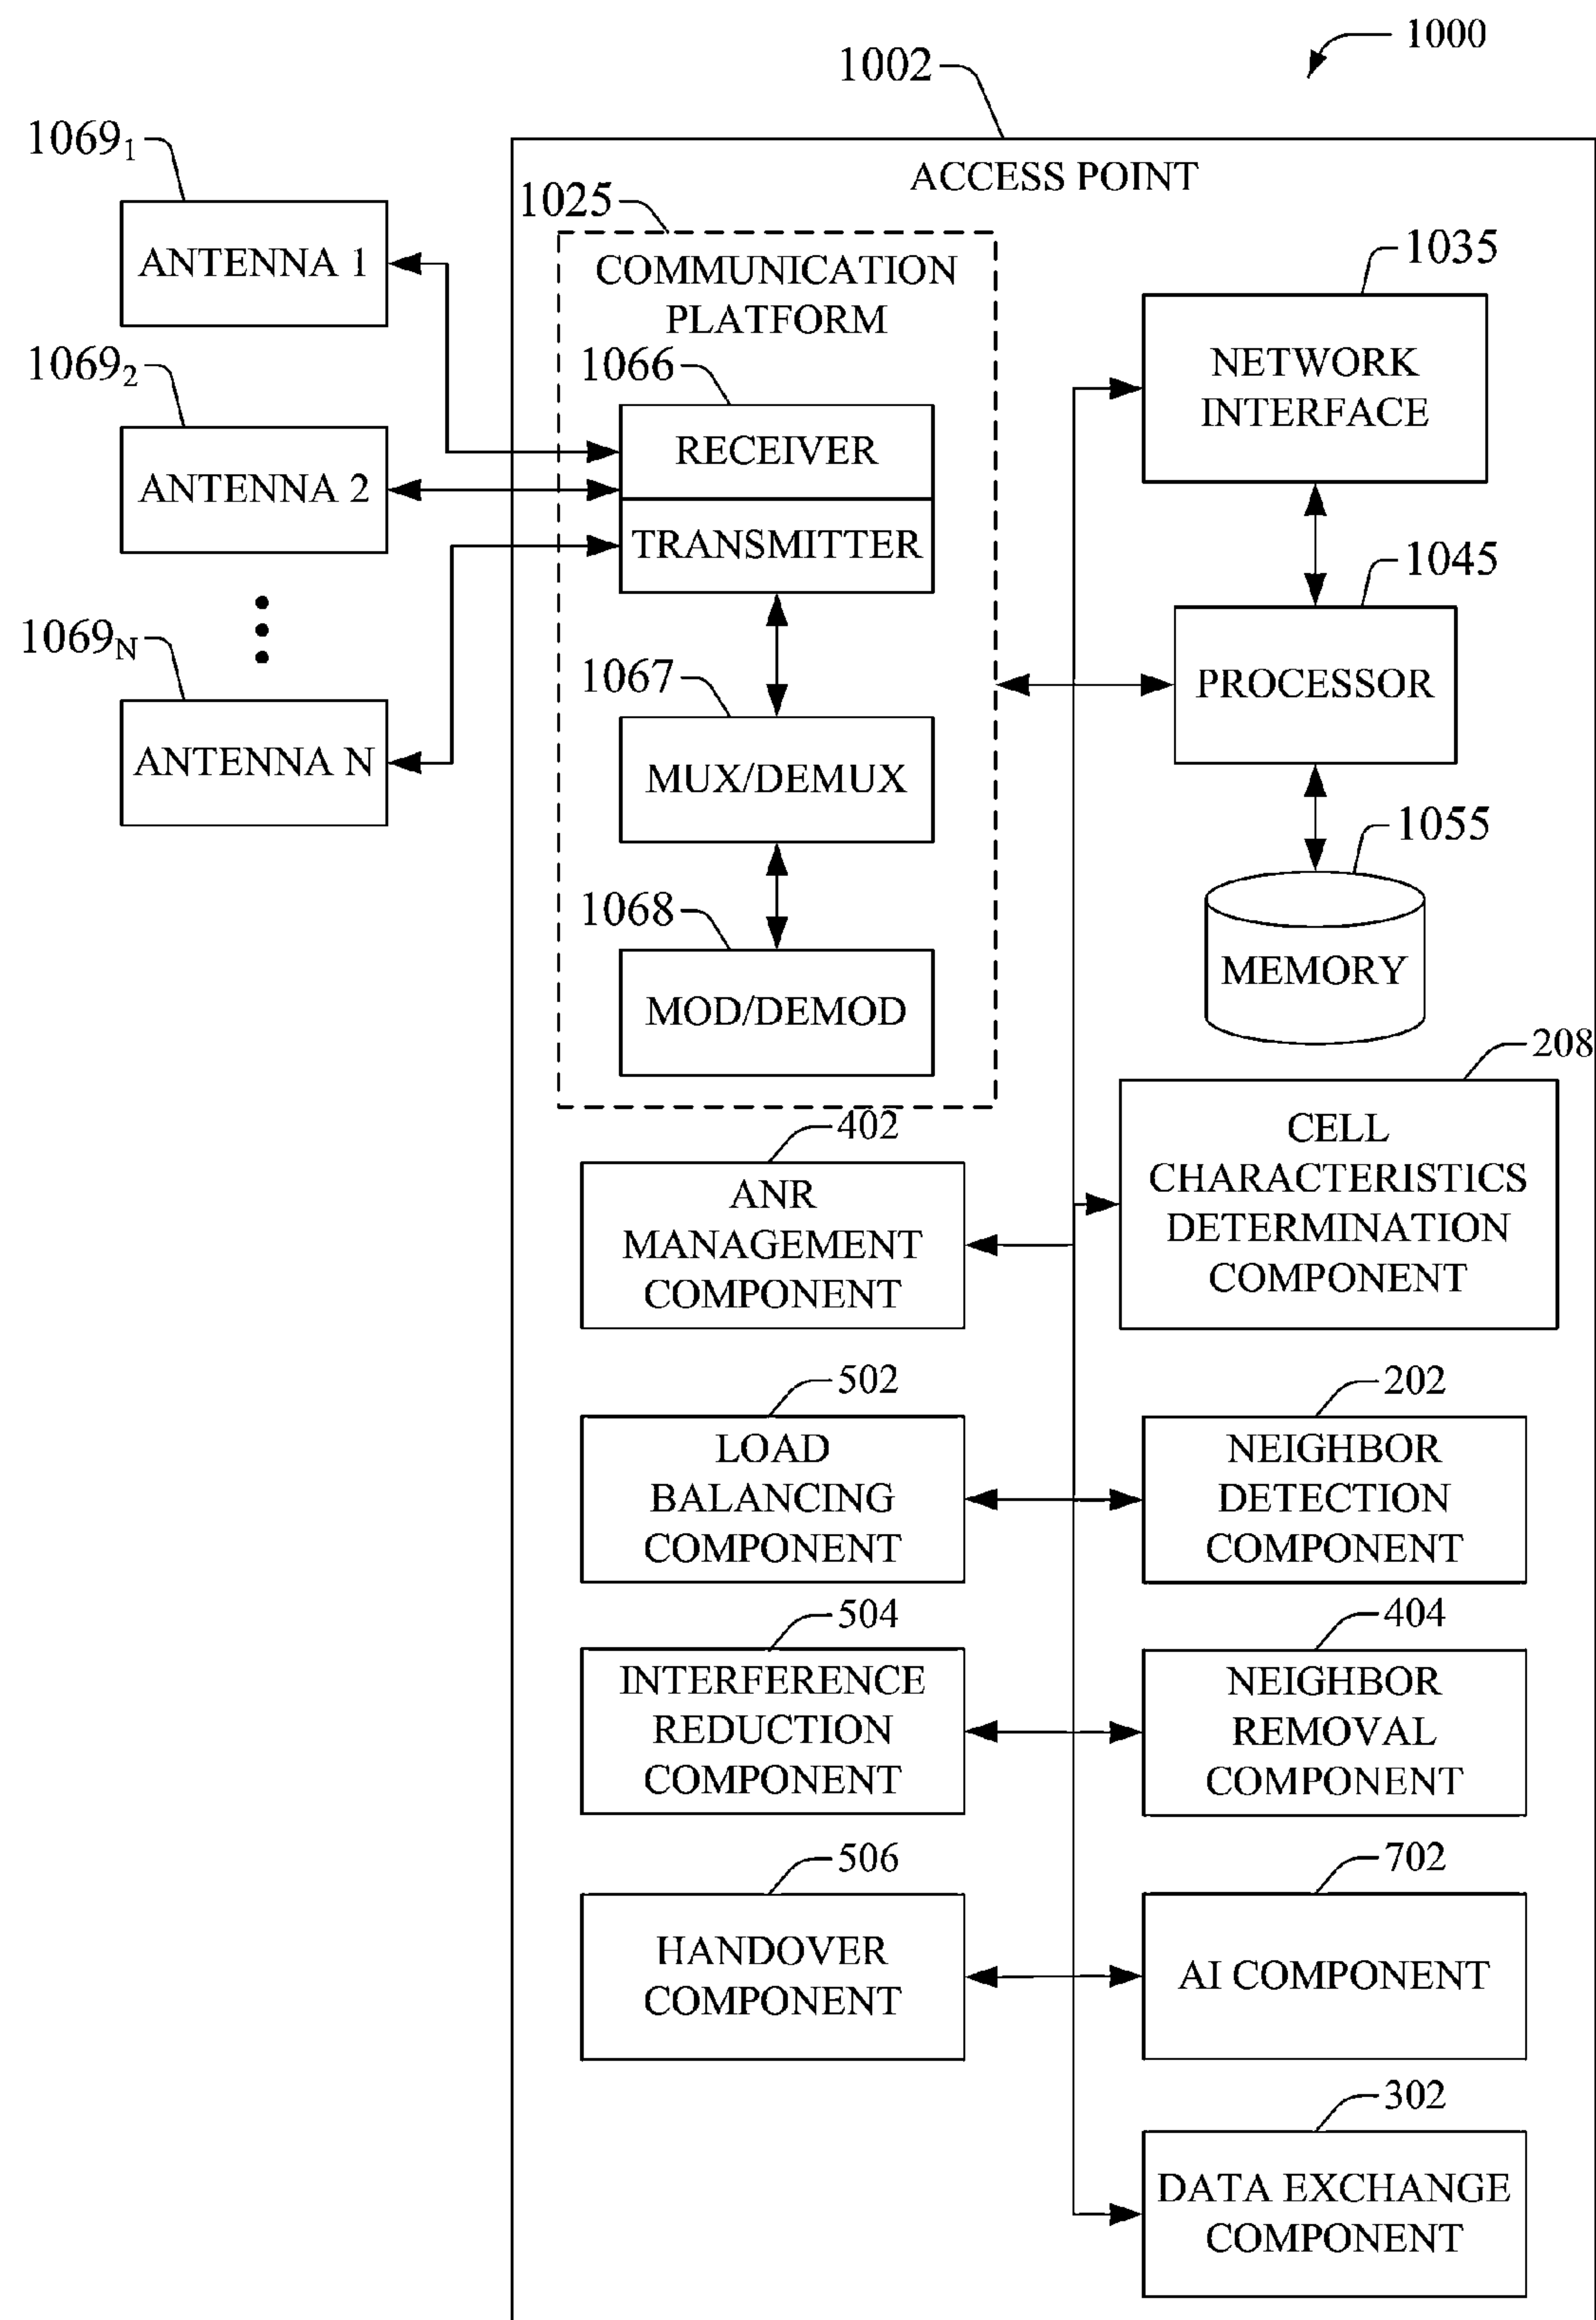 1000
1002
ACCESS POINT
1069₁
ANTENNA 1
1069₂
ANTENNA 2
1069N
ANTENNA N
1025
COMMUNICATION
PLATFORM
1066
RECEIVER
TRANSMITTER
1067
MUX/DEMUX
1068
MOD/DEMOD
1035
NETWORK
INTERFACE
1045
PROCESSOR
1055
MEMORY
402
ANR
MANAGEMENT
COMPONENT
208
CELL
CHARACTERISTICS
DETERMINATION
COMPONENT
502
LOAD
BALANCING
COMPONENT
202
NEIGHBOR
DETECTION
COMPONENT
504
INTERFERENCE
REDUCTION
COMPONENT
404
NEIGHBOR
REMOVAL
COMPONENT
506
HANDOVER
COMPONENT
702
AI COMPONENT
302
DATA EXCHANGE
COMPONENT